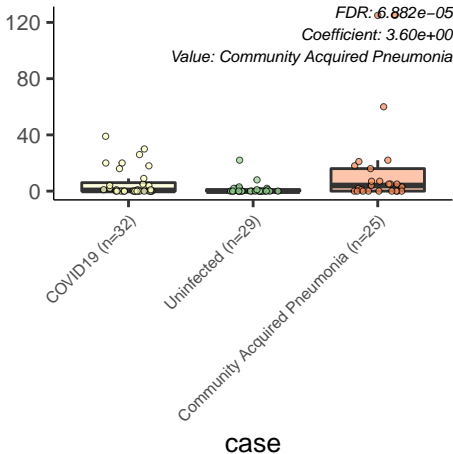 FDR: 6.882e−05
Coefficient: 3.60e+00
Value: Community Acquired Pneumonia
120
80
40
0
COVID19 (n=32)
Uninfected (n=29)
Community Acquired Pneumonia (n=25)
case